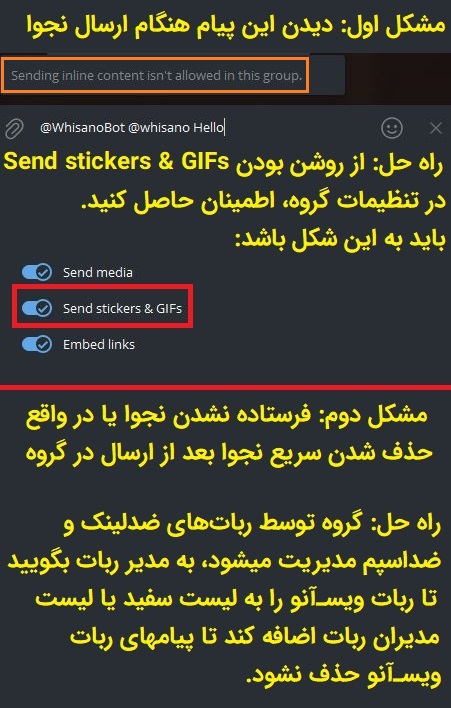 مشکل اول: دیدن این پیام هنگام ارسال نجوا
Sending inline content isn't allowed in this group.
@WhisanoBot @whisano Hello
راه حل: از روشن بودن Send stickers & GIFs
در تنظیمات گروه، اطمینان حاصل کنید.
باید به این شکل باشد:
Send media
Send stickers & GIFs
Embed links
مشکل دوم: فرستاده نشدن نجوا یا در واقع
حذف شدن سریع نجوا بعد از ارسال در گروه
راه حل: گروه توسط ربات‌های ضدلینک و
ضداسپم مدیریت میشود، به مدیر ربات بگویید
تا ربات ویسـآنو را به لیست سفید یا لیست
مدیران ربات اضافه کند تا پیامهای ربات
ویسـآنو حذف نشود.